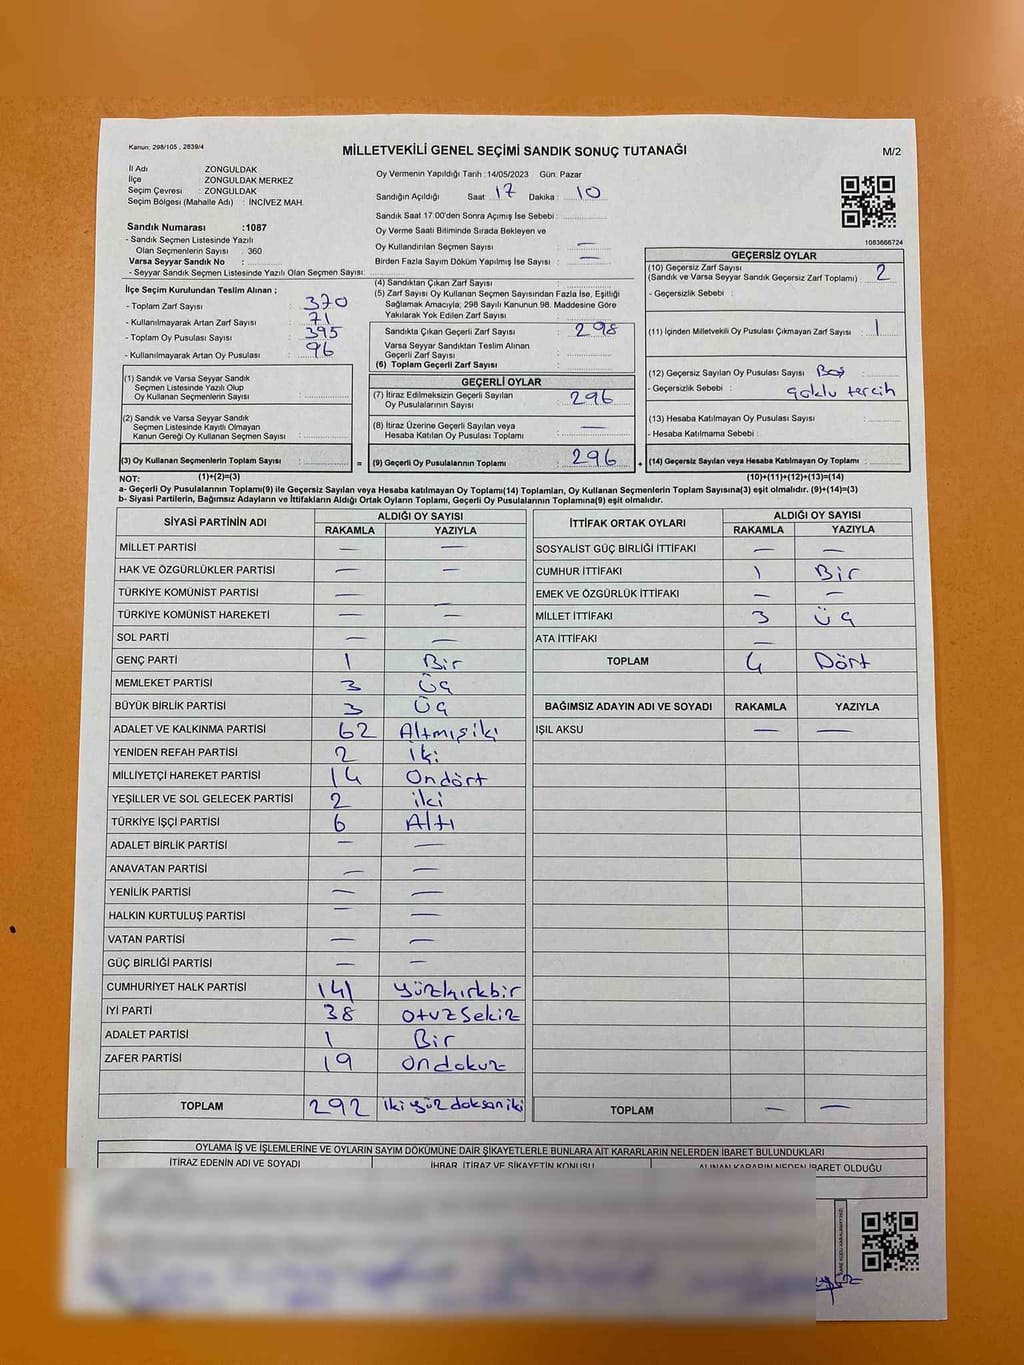 Kanun; 298/105 , 2839/4
MİLLETVEKİLİ GENEL SEÇİMİ SANDIK SONUÇ TUTANAĞI
M/2
İl Adı : ZONGULDAK
İlçe : ZONGULDAK MERKEZ
Seçim Çevresi : ZONGULDAK
Seçim Bölgesi (Mahalle Adı) : İNCİVEZ MAH.
Oy Vermenin Yapıldığı Tarih :14/05/2023 Gün: Pazar
Sandığın Açıldığı Saat: 17 Dakika : 10
Sandık Saat 17.00'den Sonra Açımış İse Sebebi :
Oy Verme Saati Bitiminde Sırada Bekleyen ve
Oy Kullandırılan Seçmen Sayısı : —
Birden Fazla Sayım Döküm Yapılmış İse Sayısı : —
1083666724
Sandık Numarası :1087
- Sandık Seçmen Listesinde Yazılı
Olan Seçmenlerin Sayısı : 360
Varsa Seyyar Sandık No :
- Seyyar Sandık Seçmen Listesinde Yazılı Olan Seçmen Sayısı:
İlçe Seçim Kurulundan Teslim Alınan ;
- Toplam Zarf Sayısı : 370
- Kullanılmayarak Artan Zarf Sayısı : 71
- Toplam Oy Pusulası Sayısı : 395
- Kullanılmayarak Artan Oy Pusulası : 96
(1) Sandık ve Varsa Seyyar Sandık
Seçmen Listesinde Yazılı Olup
Oy Kullanan Seçmenlerin Sayısı :
(2) Sandık ve Varsa Seyyar Sandık
Seçmen Listesinde Kayıtlı Olmayan
Kanun Gereği Oy Kullanan Seçmen Sayısı :
(3) Oy Kullanan Seçmenlerin Toplam Sayısı :
(4) Sandıktan Çıkan Zarf Sayısı :
(5) Zarf Sayısı Oy Kullanan Seçmen Sayısından Fazla İse, Eşitliği
Sağlamak Amacıyla; 298 Sayılı Kanunun 98. Maddesine Göre
Yakılarak Yok Edilen Zarf Sayısı :
Sandıkta Çıkan Geçerli Zarf Sayısı : 298
Varsa Seyyar Sandıktan Teslim Alınan
Geçerli Zarf Sayısı :
(6) Toplam Geçerli Zarf Sayısı :
GEÇERLİ OYLAR
(7) İtiraz Edilmeksizin Geçerli Sayılan
Oy Pusulalarının Sayısı : 296
(8) İtiraz Üzerine Geçerli Sayılan veya
Hesaba Katılan Oy Pusulası Toplamı : —
= (9) Geçerli Oy Pusulalarının Toplamı : 296 +
GEÇERSİZ OYLAR
(10) Geçersiz Zarf Sayısı
(Sandık ve Varsa Seyyar Sandık Geçersiz Zarf Toplamı) : 2
- Geçersizlik Sebebi :
(11) İçinden Milletvekili Oy Pusulası Çıkmayan Zarf Sayısı : 1
(12) Geçersiz Sayılan Oy Pusulası Sayısı : Boş
- Geçersizlik Sebebi : çoklu tercih
(13) Hesaba Katılmayan Oy Pusulası Sayısı :
- Hesaba Katılmama Sebebi :
(14) Geçersiz Sayılan veya Hesaba Katılmayan Oy Toplamı :
NOT: (1)+(2)=(3) (10)+(11)+(12)+(13)=(14)
a- Geçerli Oy Pusulalarının Toplamı(9) ile Geçersiz Sayılan veya Hesaba katılmayan Oy Toplamı(14) Toplamları, Oy Kullanan Seçmenlerin Toplam Sayısına(3) eşit olmalıdır. (9)+(14)=(3)
b- Siyasi Partilerin, Bağımsız Adayların ve İttifakların Aldığı Ortak Oyların Toplamı, Geçerli Oy Pusulalarının Toplamına(9) eşit olmalıdır.
SİYASİ PARTİNİN ADI ALDIĞI OY SAYISI
RAKAMLA YAZIYLA
MİLLET PARTİSİ — —
HAK VE ÖZGÜRLÜKLER PARTİSİ — —
TÜRKİYE KOMÜNİST PARTİSİ — —
TÜRKİYE KOMÜNİST HAREKETİ — —
SOL PARTİ — —
GENÇ PARTİ 1 Bir
MEMLEKET PARTİSİ 3 Üç
BÜYÜK BİRLİK PARTİSİ 3 Üç
ADALET VE KALKINMA PARTİSİ 62 Altmışiki
YENİDEN REFAH PARTİSİ 2 İki
MİLLİYETÇİ HAREKET PARTİSİ 14 Ondört
YEŞİLLER VE SOL GELECEK PARTİSİ 2 iki
TÜRKİYE İŞÇİ PARTİSİ 6 Altı
ADALET BİRLİK PARTİSİ — —
ANAVATAN PARTİSİ — —
YENİLİK PARTİSİ — —
HALKIN KURTULUŞ PARTİSİ — —
VATAN PARTİSİ — —
GÜÇ BİRLİĞİ PARTİSİ — —
CUMHURİYET HALK PARTİSİ 141 yüzkırkbir
İYİ PARTİ 38 otuzsekiz
ADALET PARTİSİ 1 Bir
ZAFER PARTİSİ 19 ondokuz
TOPLAM 292 ikiyüzdoksaniki
İTTİFAK ORTAK OYLARI ALDIĞI OY SAYISI
RAKAMLA YAZIYLA
SOSYALİST GÜÇ BİRLİĞİ İTTİFAKI — —
CUMHUR İTTİFAKI 1 Bir
EMEK VE ÖZGÜRLÜK İTTİFAKI — —
MİLLET İTTİFAKI 3 Üç
ATA İTTİFAKI —
TOPLAM 4 Dört
BAĞIMSIZ ADAYIN ADI VE SOYADI RAKAMLA YAZIYLA
IŞIL AKSU — —
TOPLAM — —
OYLAMA İŞ VE İŞLEMLERİNE VE OYLARIN SAYIM DÖKÜMÜNE DAİR ŞİKAYETLERLE BUNLARA AİT KARARLARIN NELERDEN İBARET BULUNDUKLARI
İTİRAZ EDENİN ADI VE SOYADI İHBAR, İTİRAZ VE ŞİKAYETİN KONUSU ALINAN KARARIN NEDEN İBARET OLDUĞU